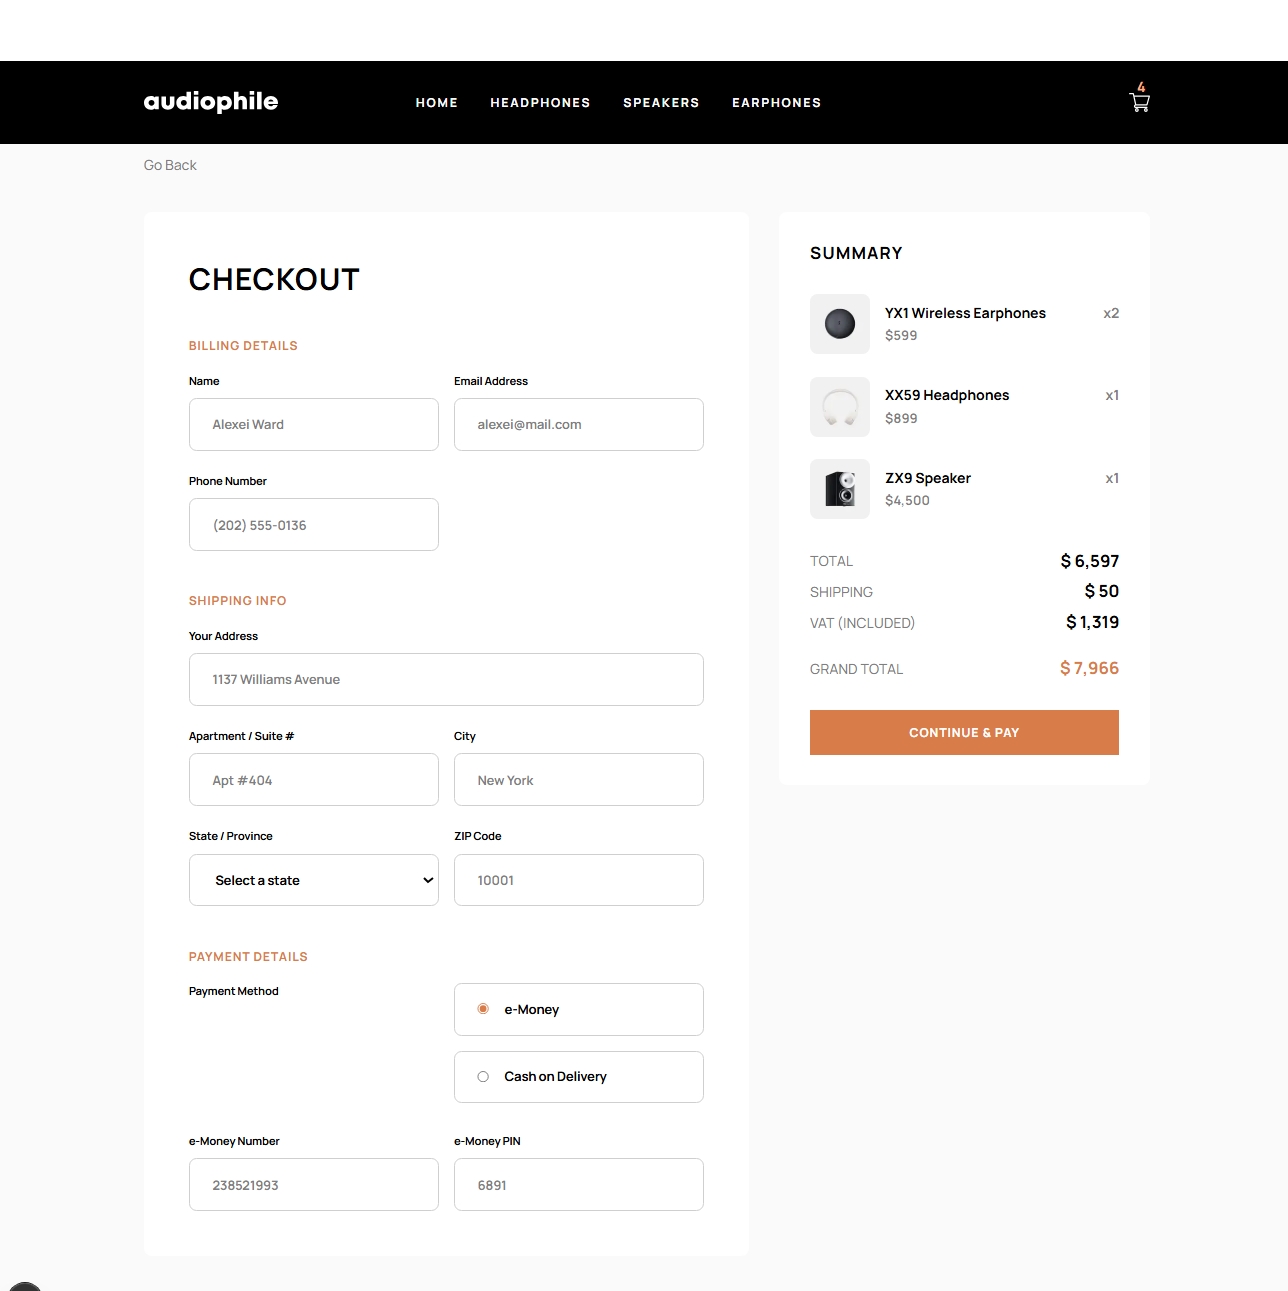 audiophile
HOME HEADPHONES SPEAKERS EARPHONES
4
Go Back
CHECKOUT
BILLING DETAILS
Name Email Address
Alexei Ward alexei@mail.com
Phone Number
(202) 555-0136
SHIPPING INFO
Your Address
1137 Williams Avenue
Apartment / Suite # City
Apt #404 New York
State / Province ZIP Code
Select a state 10001
PAYMENT DETAILS
Payment Method
e-Money
Cash on Delivery
e-Money Number e-Money PIN
238521993 6891
SUMMARY
YX1 Wireless Earphones x2
$599
XX59 Headphones x1
$899
ZX9 Speaker x1
$4,500
TOTAL $ 6,597
SHIPPING $ 50
VAT (INCLUDED) $ 1,319
GRAND TOTAL $ 7,966
CONTINUE & PAY